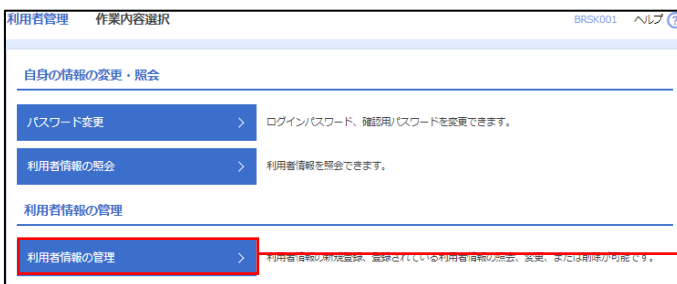 利用者管理 作業内容選択 BRSK001 ヘルプ ?
自身の情報の変更・照会
パスワード変更 ログインパスワード、確認用パスワードを変更できます。
利用者情報の照会 利用者情報を照会できます。
利用者情報の管理
利用者情報の管理 利用者情報の新規登録、登録されている利用者情報の照会、変更、または削除が可能です。